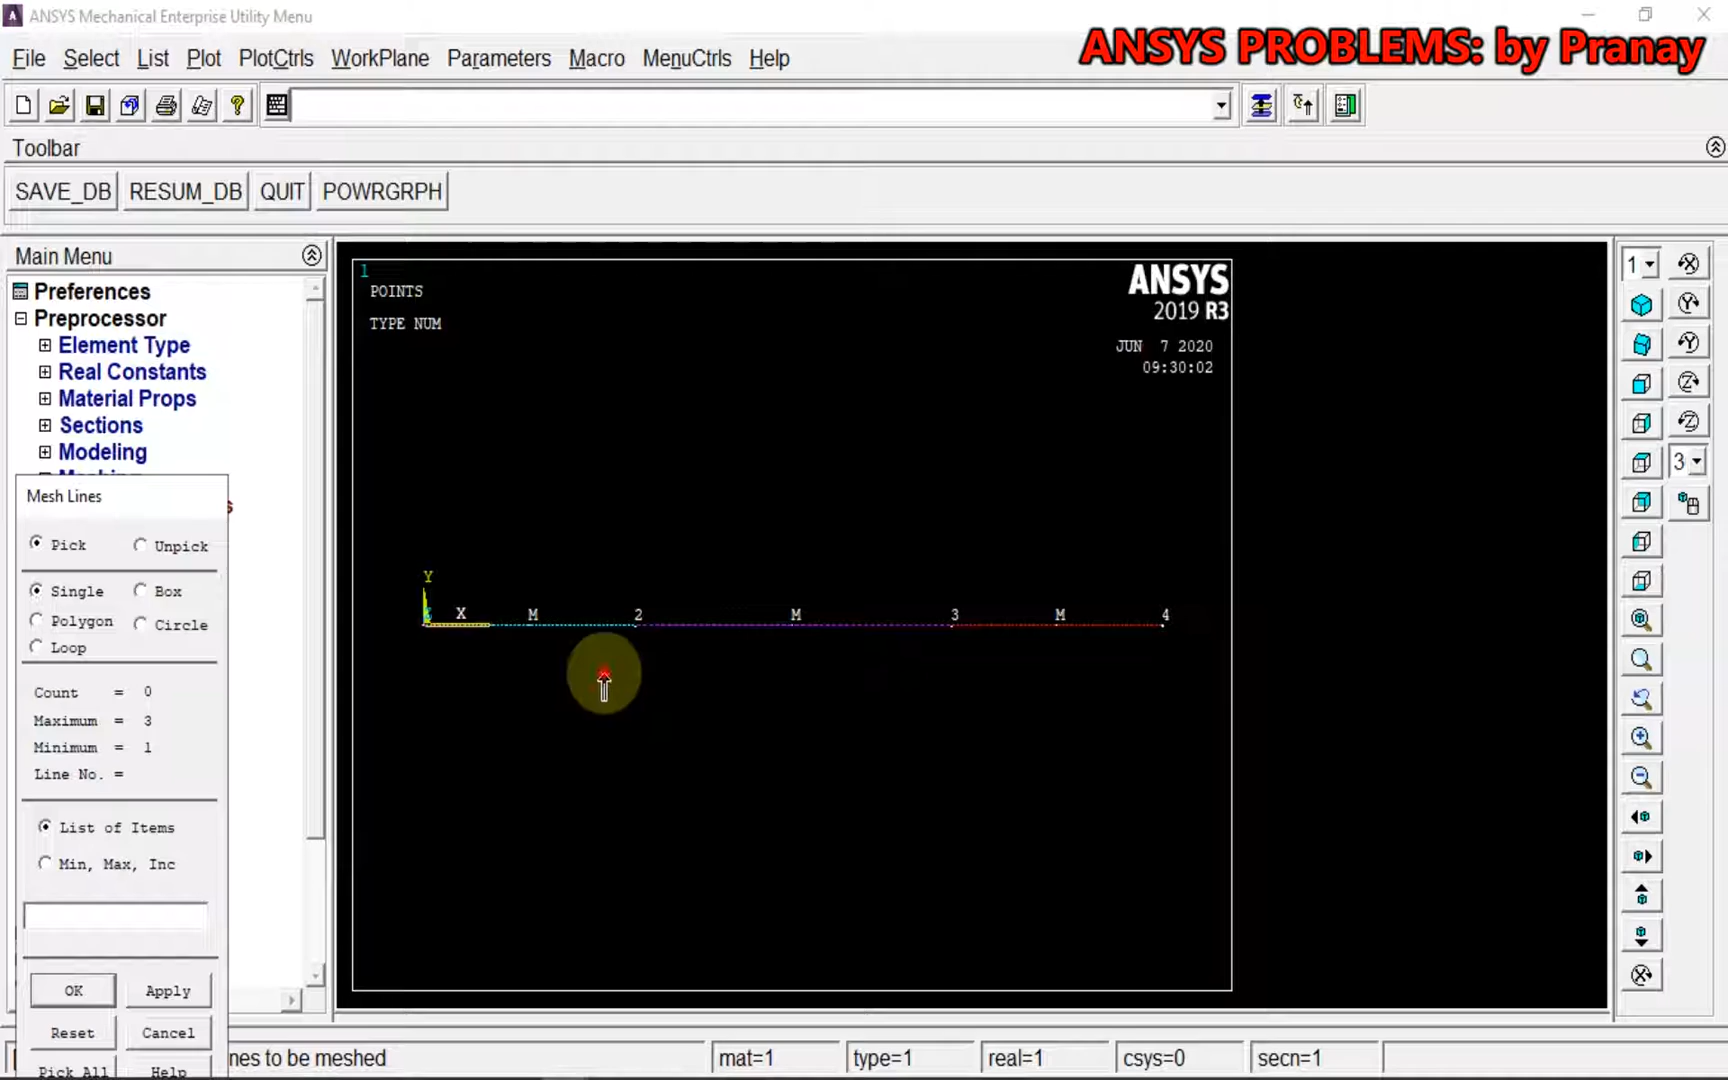 ANSYS Mechanical Enterprise Utility Menu
ANSYS PROBLEMS: by Pranay
File Select List Plot PlotCtrls WorkPlane Parameters Macro MenuCtrls Help
Toolbar
SAVE_DB RESUM_DB QUIT POWRGRPH
Main Menu
Preferences
Preprocessor
Element Type
Real Constants
Material Props
Sections
Modeling
Mesh Lines
Pick Unpick
Single Box
Polygon Circle
Loop
Count = 0
Maximum = 3
Minimum = 1
Line No. =
List of Items
Min, Max, Inc
OK Apply
Reset Cancel
Pick All Help
1
POINTS
TYPE NUM
ANSYS
2019 R3
JUN 7 2020
09:30:02
Y
X M 2 M 3 M 4
1
3
nes to be meshed
mat=1 type=1 real=1 csys=0 secn=1